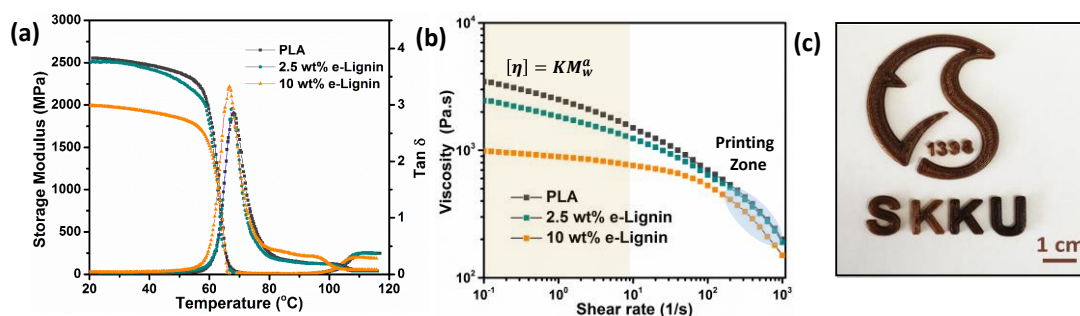 (a)
Storage Modulus (MPa)
3000
2500
2000
1500
1000
500
0
PLA
2.5 wt% e-Lignin
10 wt% e-Lignin
4
3
2
1
0
Tan δ
20 40 60 80 100 120
Temperature (°C)
(b)
Viscosity (Pa.s)
10⁴
10³
10²
[η] = KMᵃw
Printing
Zone
PLA
2.5 wt% e-Lignin
10 wt% e-Lignin
10⁻¹ 10⁰ 10¹ 10² 10³
Shear rate (1/s)
(c)
1398
SKKU
1 cm